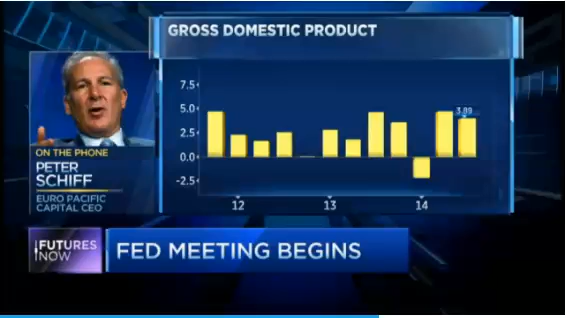 GROSS DOMESTIC PRODUCT
7.5
5.0
2.5
0.0
-2.5
3.89
12
13
14
ON THE PHONE
PETER
SCHIFF
EURO PACIFIC
CAPITAL CEO
FUTURES
NOW
FED MEETING BEGINS